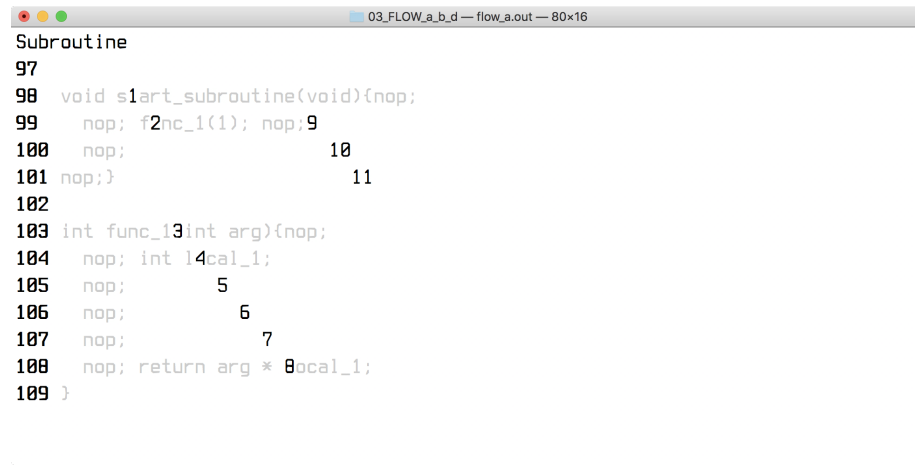 03_FLOW_a_b_d — flow_a.out — 80×16
Subroutine
97
98 void s1art_subroutine(void){nop;
99 nop; f2nc_1(1); nop;9
100 nop; 10
101 nop;} 11
102
103 int func_13int arg){nop;
104 nop; int l4cal_1;
105 nop; 5
106 nop; 6
107 nop; 7
108 nop; return arg * 8ocal_1;
109 }